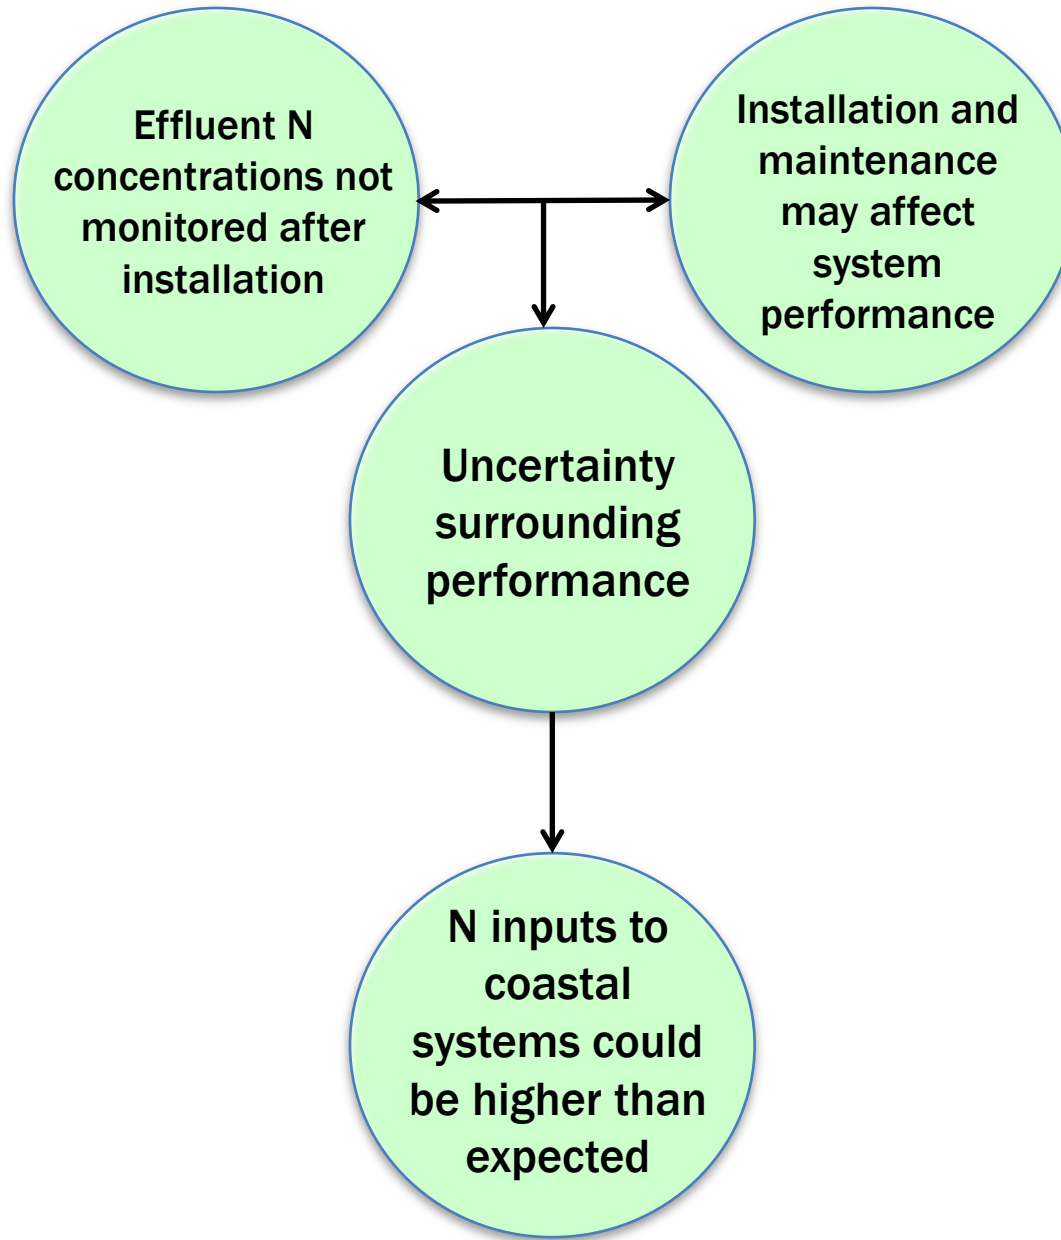 Effluent N
concentrations not
monitored after
installation
Installation and
maintenance
may affect
system
performance
Uncertainty
surrounding
performance
N inputs to
coastal
systems could
be higher than
expected